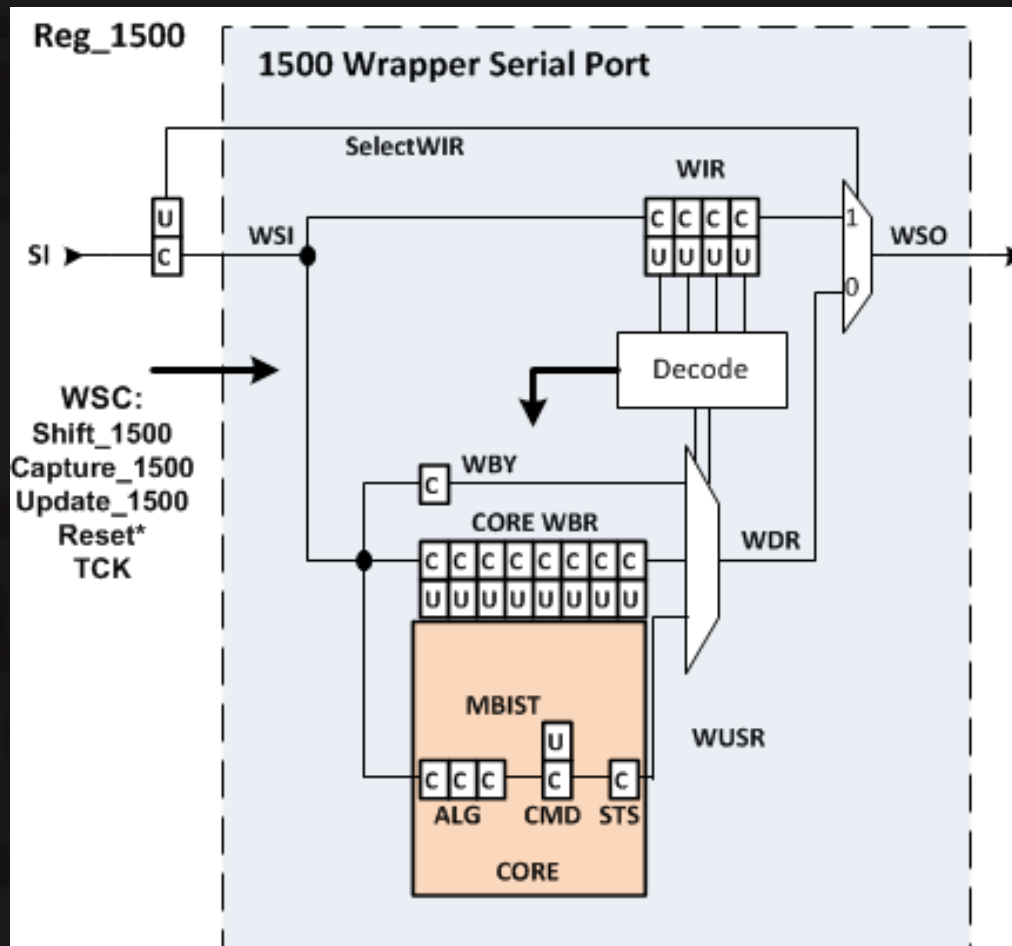 Reg_1500
1500 Wrapper Serial Port
SelectWIR
WIR
U
C
SI
WSI
C C C C
U U U U
1
0
WSO
Decode
WSC:
Shift_1500
Capture_1500
Update_1500
Reset*
TCK
WBY
C
CORE WBR
C C C C C C C C
U U U U U U U U
WDR
MBIST
U
C C C
C
C
ALG
CMD
STS
WUSR
CORE